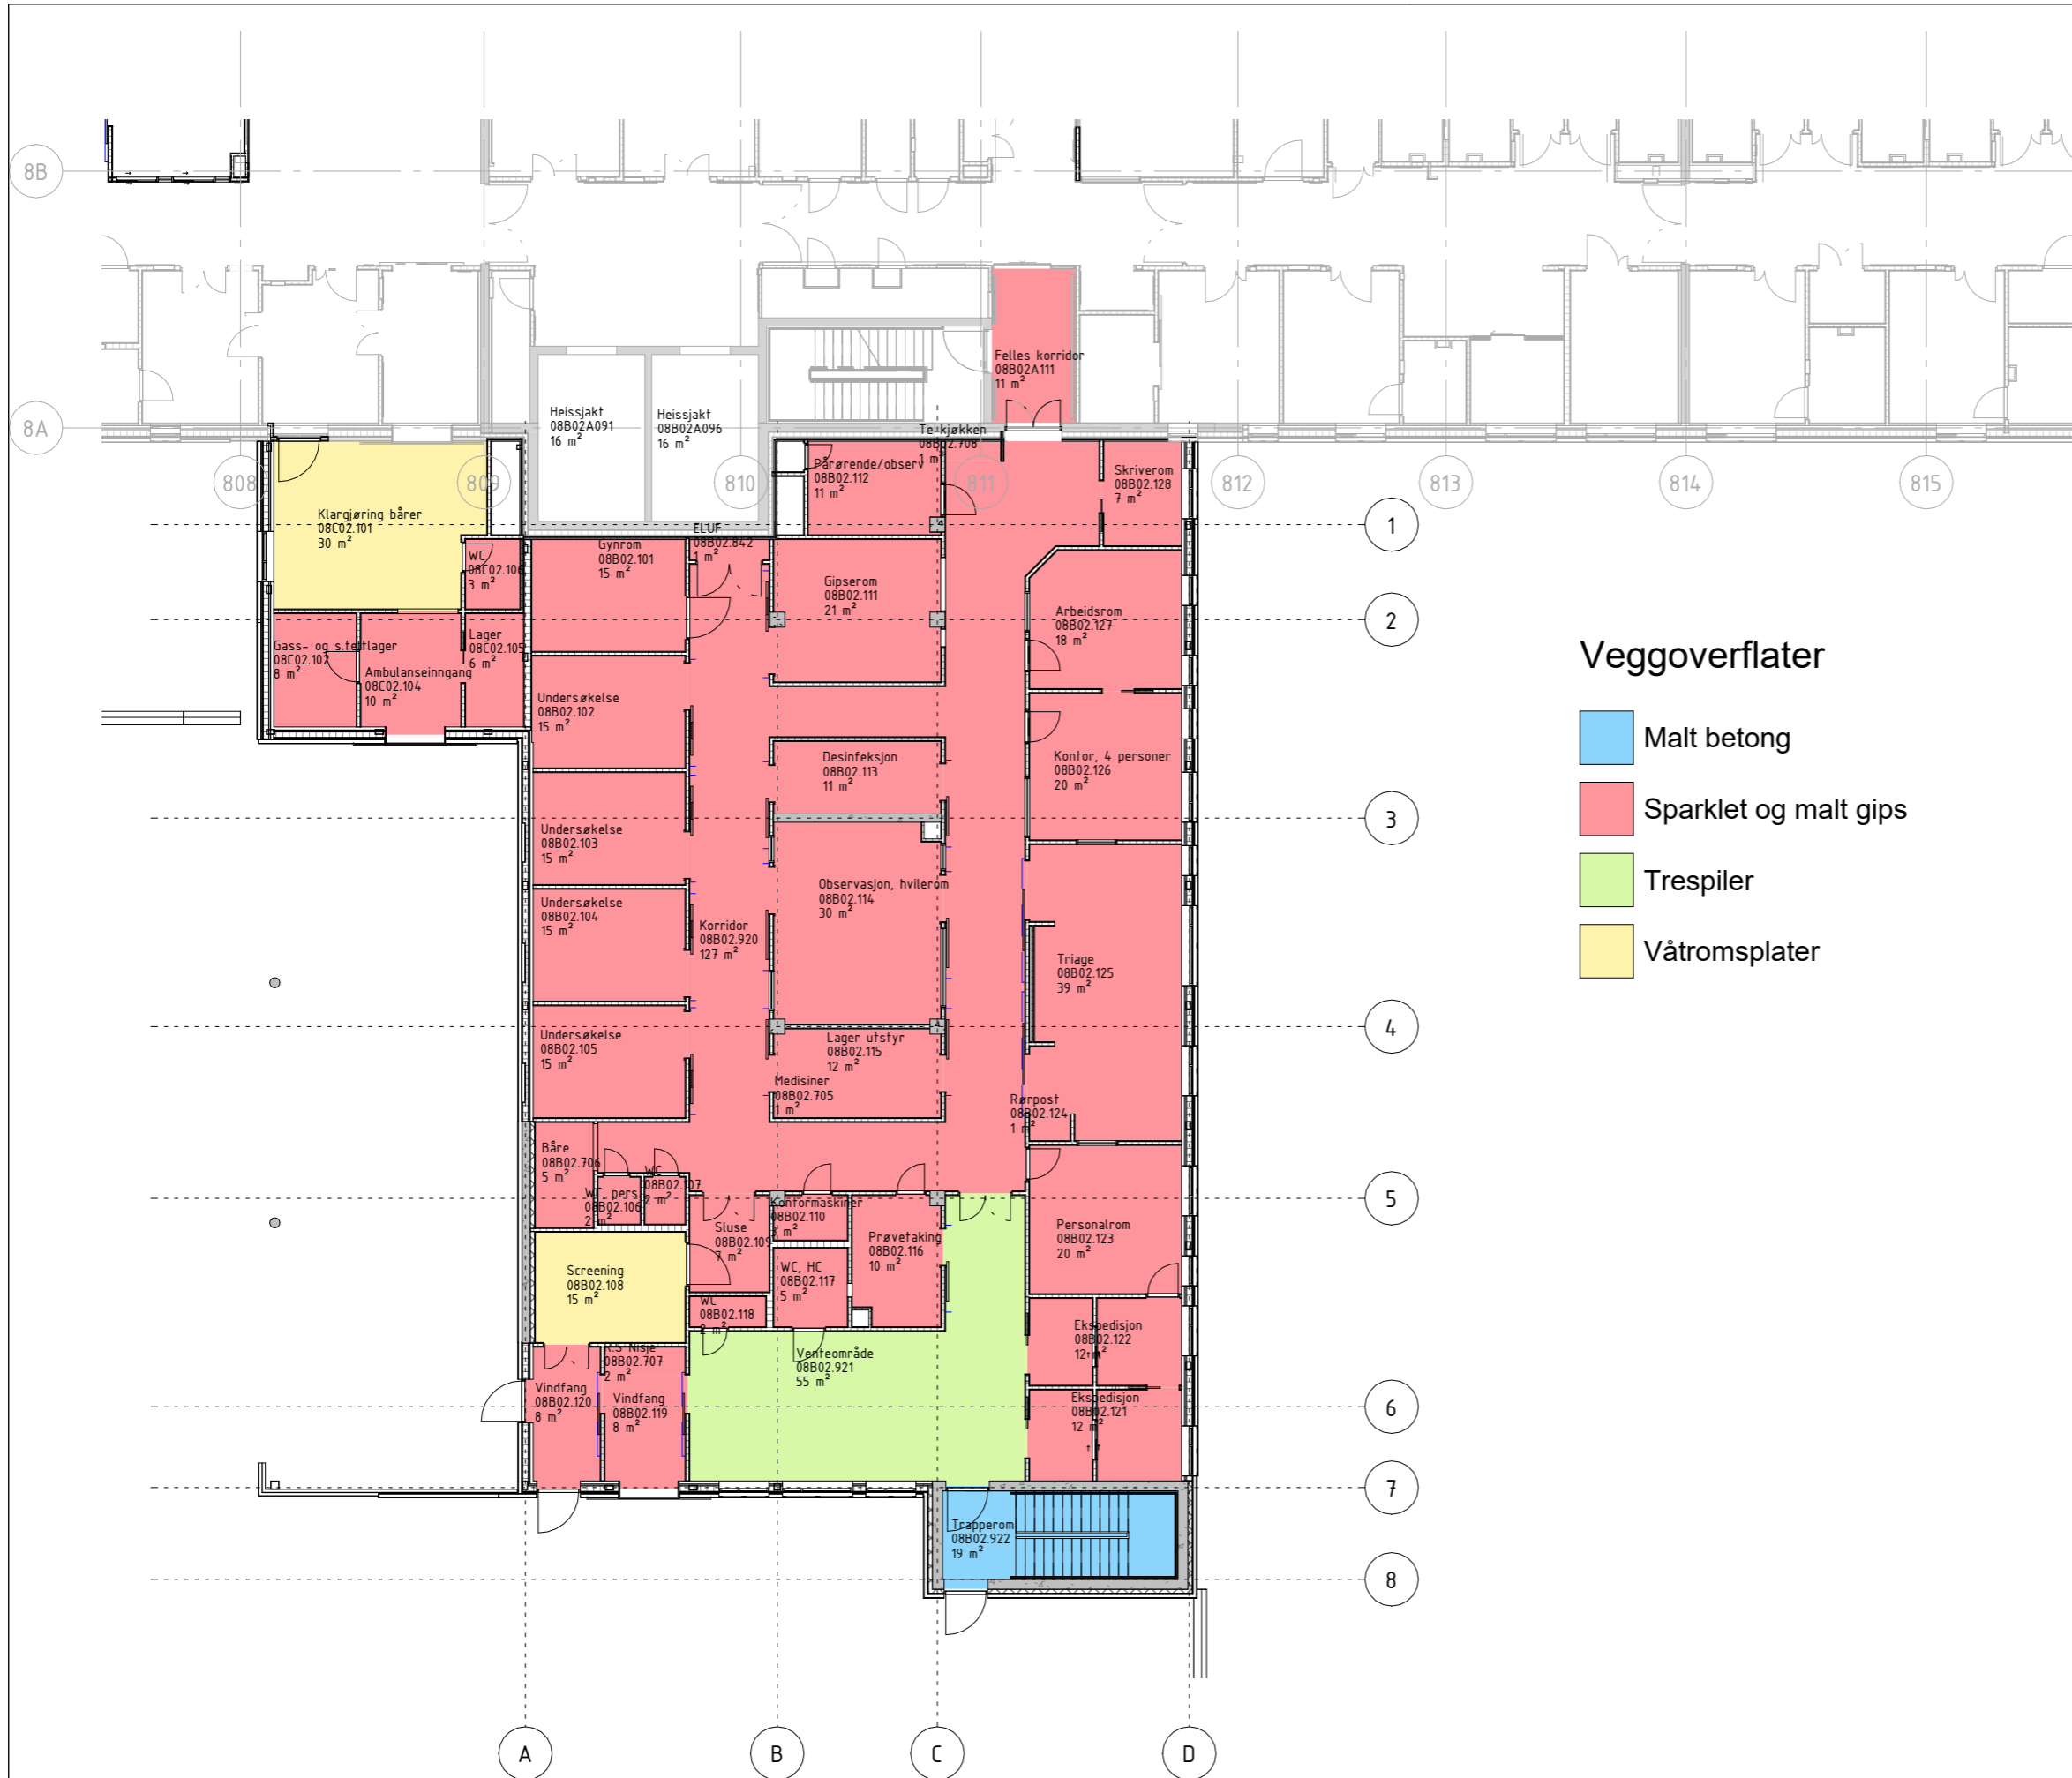 8B
8A
808
809
810
811
812
813
814
815
Felles korridor
08B02A111
11 m²
Heissjakt
08B02A091
16 m²
Heissjakt
08B02A096
16 m²
Te-kjøkken
08B02.708
1 m²
Pårørende/observ
08B02.112
11 m²
Skriverom
08B02.128
7 m²
Klargjøring bårer
08C02.101
30 m²
WC
08C02.106
3 m²
ELUF
08B02.842
1 m²
Gynrom
08B02.101
15 m²
Gipserom
08B02.111
21 m²
Arbeidsrom
08B02.127
18 m²
Gass- og s.teltlager
08C02.102
8 m²
Ambulanseinngang
08C02.104
10 m²
Lager
08C02.105
6 m²
Undersøkelse
08B02.102
15 m²
Desinfeksjon
08B02.113
11 m²
Kontor, 4 personer
08B02.126
20 m²
Undersøkelse
08B02.103
15 m²
Undersøkelse
08B02.104
15 m²
Korridor
08B02.920
127 m²
Observasjon, hvilerom
08B02.114
30 m²
Triage
08B02.125
39 m²
Undersøkelse
08B02.105
15 m²
Lager utstyr
08B02.115
12 m²
Medisiner
08B02.705
1 m²
Rørpost
08B02.124
1 m²
Båre
08B02.706
5 m²
WC, pers.
08B02.106
2 m²
WC
08B02.107
2 m²
Sluse
08B02.109
7 m²
Kontormaskiner
08B02.110
3 m²
Prøvetaking
08B02.116
10 m²
Personalrom
08B02.123
20 m²
Screening
08B02.108
15 m²
WC, HC
08B02.117
5 m²
WC
08B02.118
2 m²
R.S Nisje
08B02.707
2 m²
Vindfang
08B02.120
8 m²
Vindfang
08B02.119
8 m²
Venteområde
08B02.921
55 m²
Ekspedisjon
08B02.122
12 m²
Ekspedisjon
08B02.121
12 m²
Trapperom
08B02.922
19 m²
1
2
3
4
5
6
7
8
A
B
C
D
Veggoverflater
Malt betong
Sparklet og malt gips
Trespiler
Våtromsplater